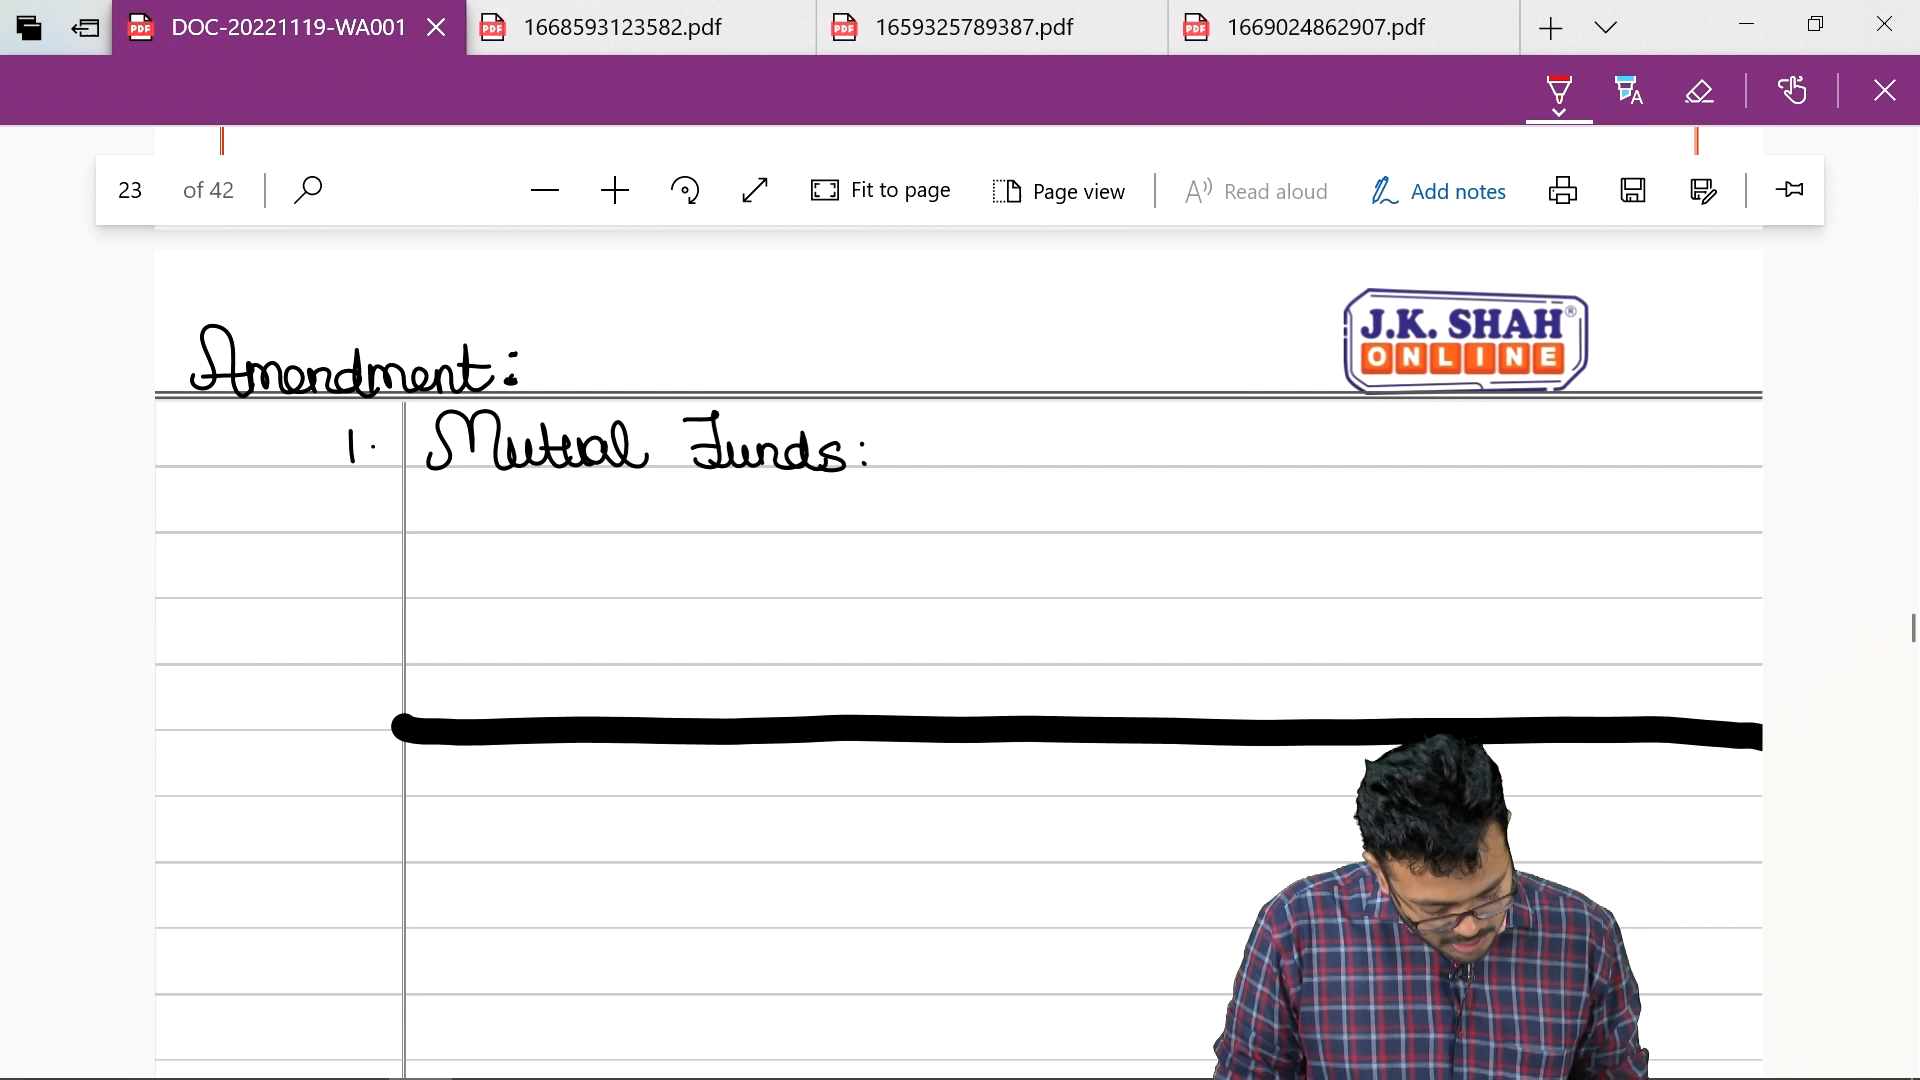 DOC-20221119-WA001
1668593123582.pdf
1659325789387.pdf
1669024862907.pdf
23 of 42
Fit to page
Page view
Read aloud
Add notes
J.K. SHAH®
ONLINE
Amendment:
1. Mutual Funds: